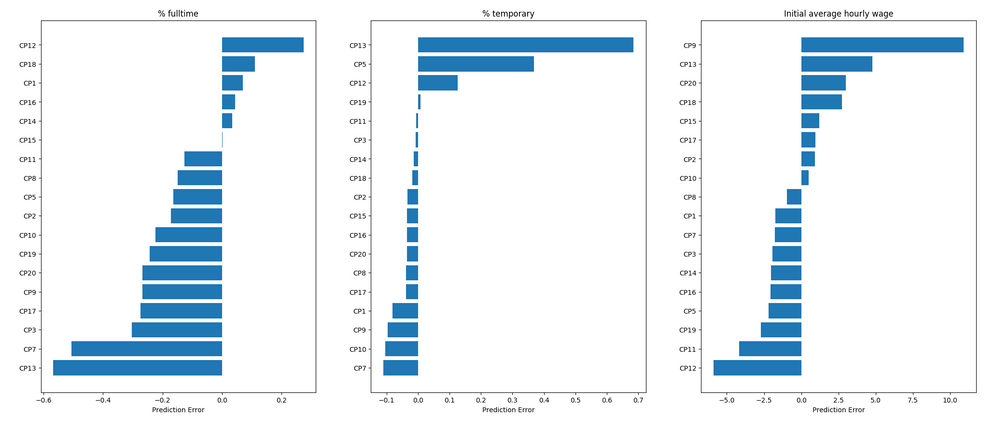 % fulltime
CP12
CP18
CP1
CP16
CP14
CP15
CP11
CP8
CP5
CP2
CP10
CP19
CP20
CP9
CP17
CP3
CP7
CP13
−0.6 −0.4 −0.2 0.0 0.2
Prediction Error
% temporary
CP13
CP5
CP12
CP19
CP11
CP3
CP14
CP18
CP2
CP15
CP16
CP20
CP8
CP17
CP1
CP9
CP10
CP7
−0.1 0.0 0.1 0.2 0.3 0.4 0.5 0.6 0.7
Prediction Error
Initial average hourly wage
CP9
CP13
CP20
CP18
CP15
CP17
CP2
CP10
CP8
CP1
CP7
CP3
CP14
CP16
CP5
CP19
CP11
CP12
−5.0 −2.5 0.0 2.5 5.0 7.5 10.0
Prediction Error